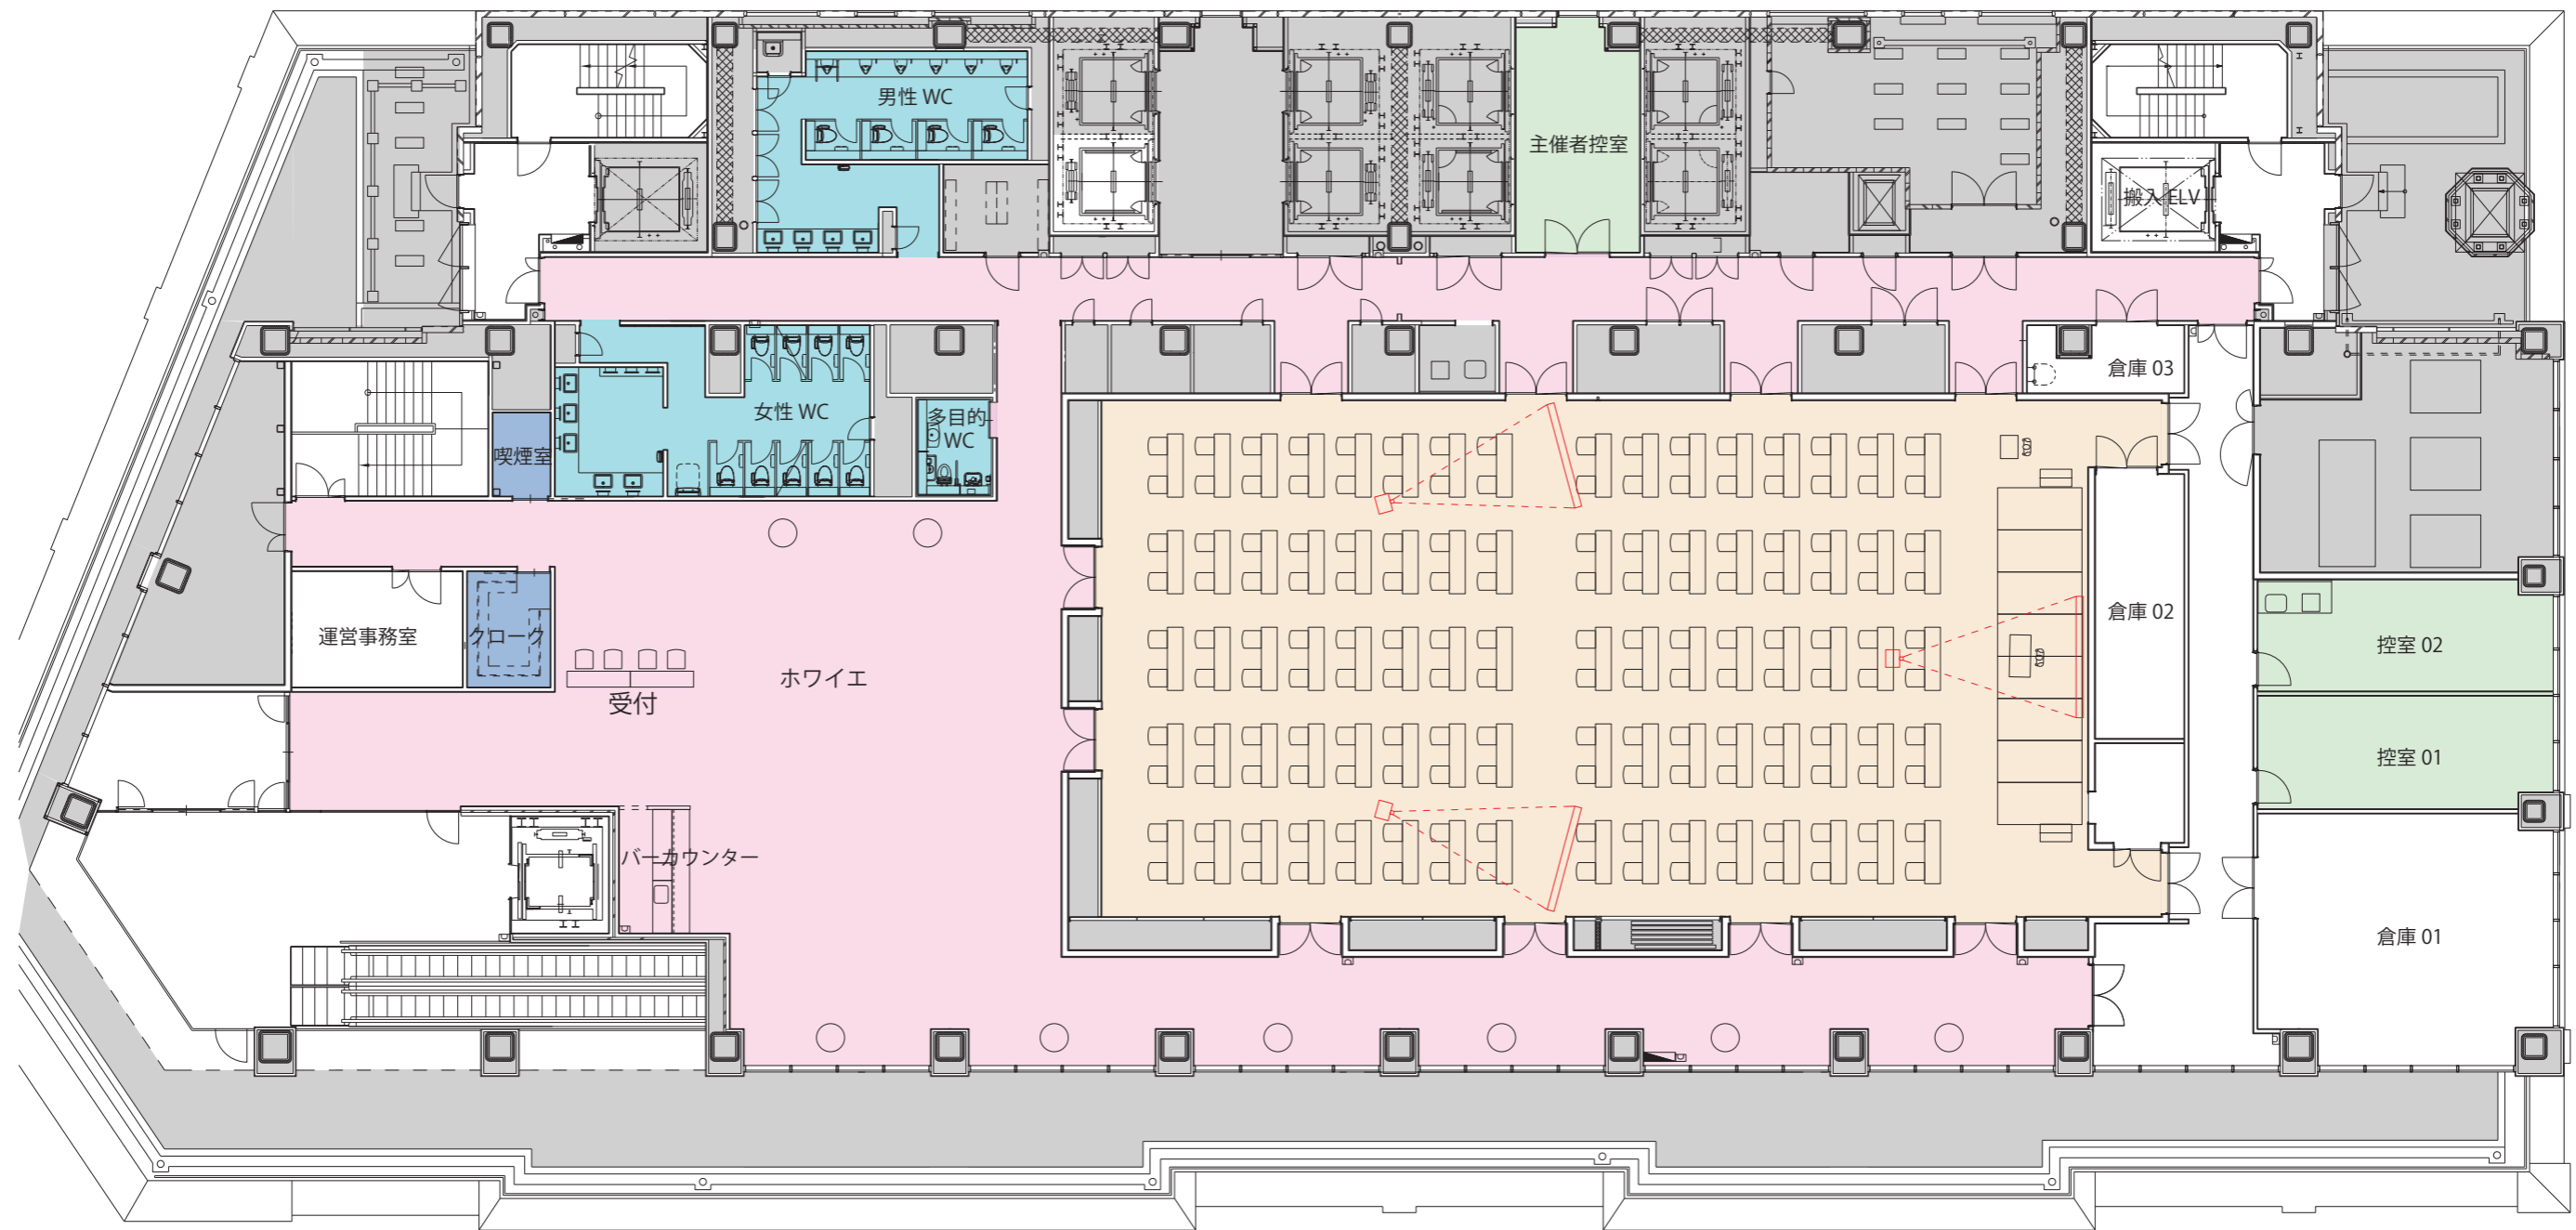 男性 WC
主催者控室
搬入 ELV
倉庫 03
女性 WC
多目的
WC
喫煙室
運営事務室
クローク
受付
ホワイエ
倉庫 02
控室 02
控室 01
バーカウンター
倉庫 01